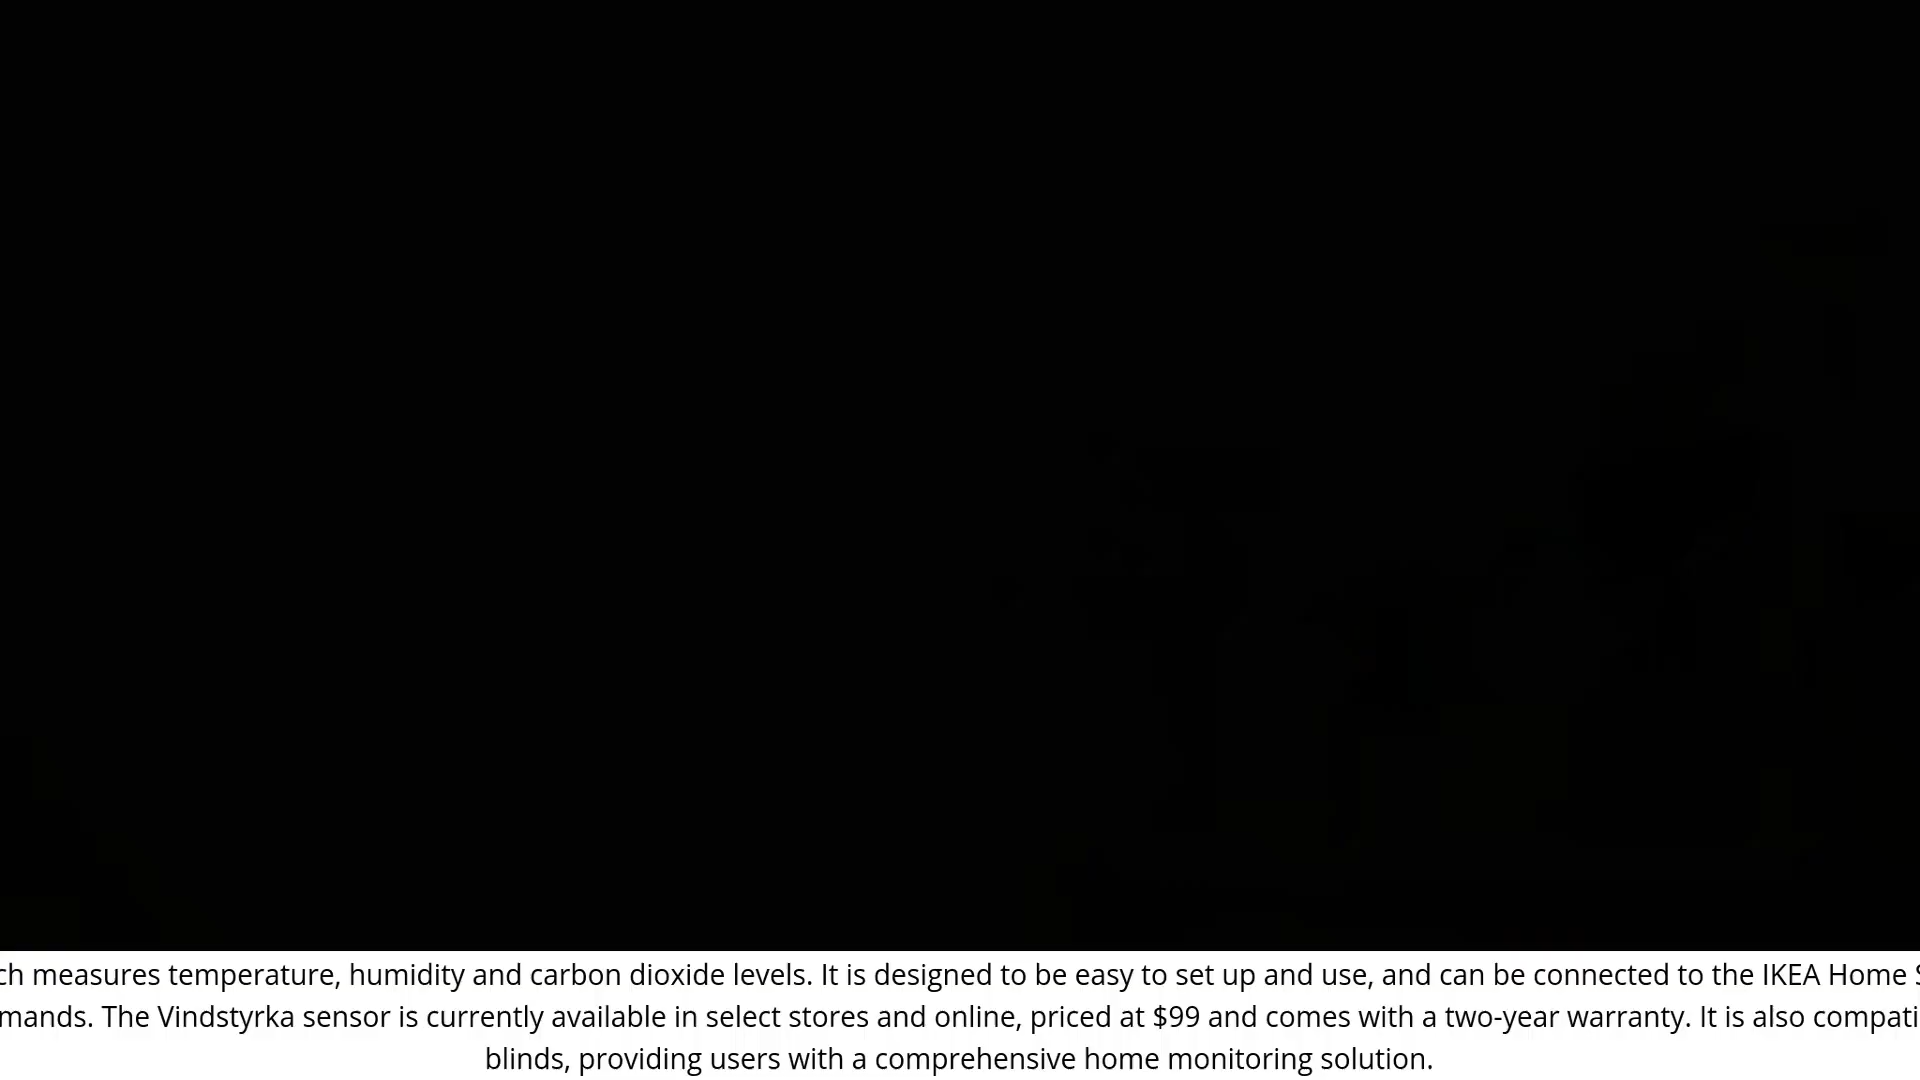 ch measures temperature, humidity and carbon dioxide levels. It is designed to be easy to set up and use, and can be connected to the IKEA Home S
mands. The Vindstyrka sensor is currently available in select stores and online, priced at $99 and comes with a two-year warranty. It is also compati
blinds, providing users with a comprehensive home monitoring solution.